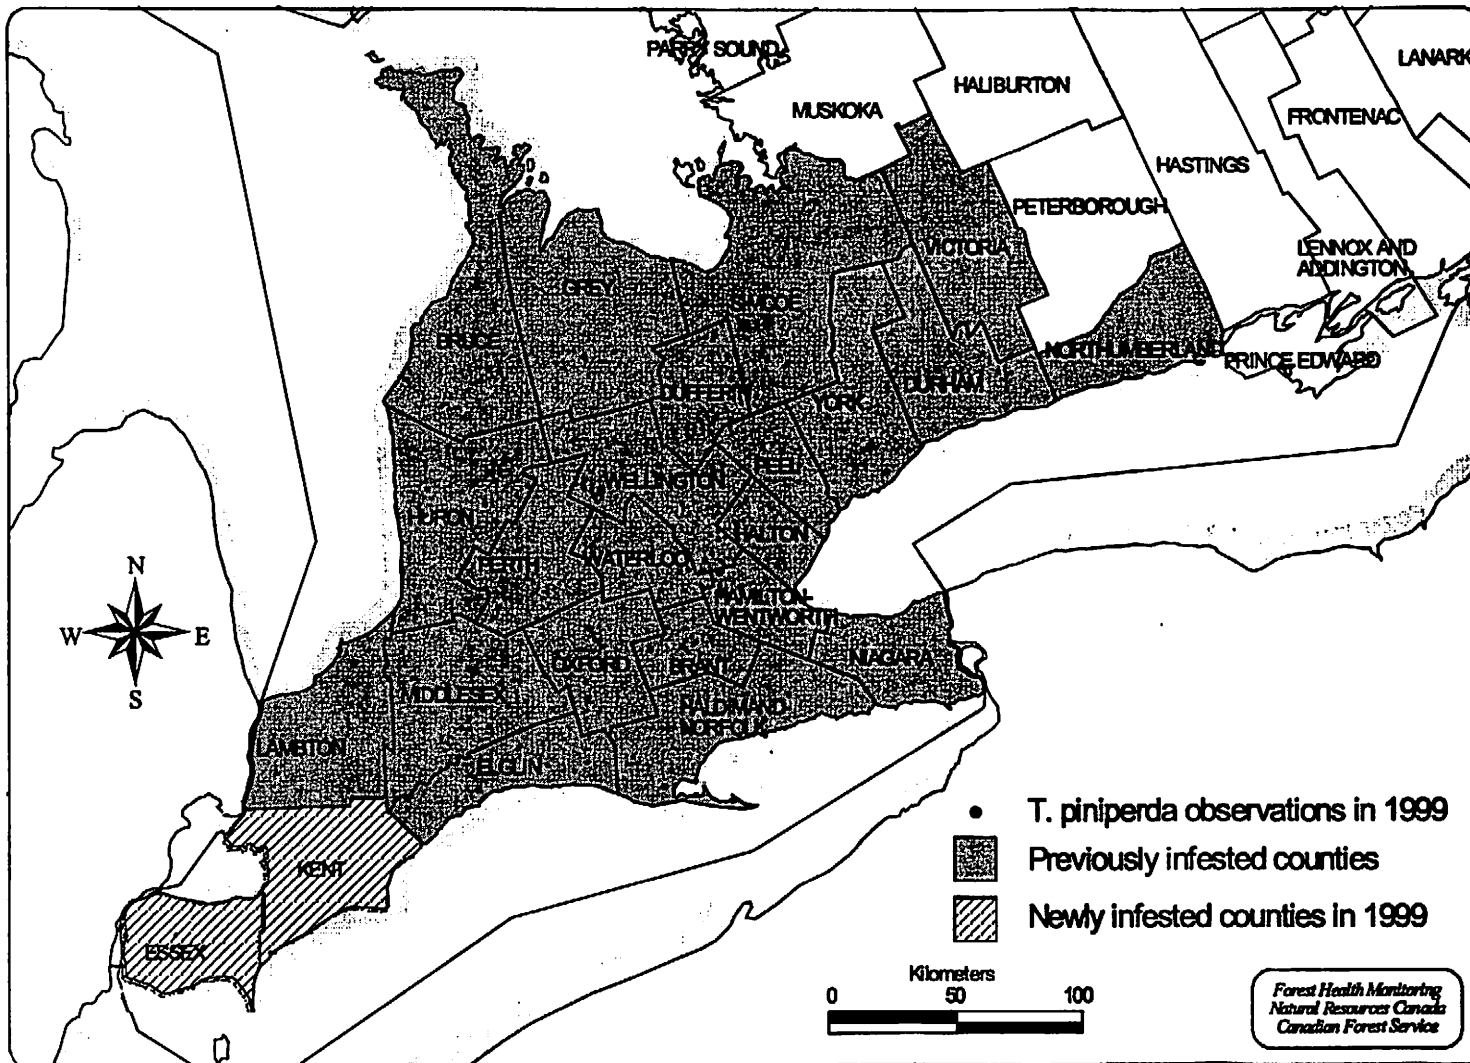 PARRY SOUND
MUSKOKA
HALIBURTON
LANARK
FRONTENAC
HASTINGS
PETERBOROUGH
LENNOX AND
ADDINGTON
VICTORIA
GREY
BRUCE
NORTHUMBERLAND
PRINCE EDWARD
DUFFERIN
YORK
DURHAM
PEEL
WELLINGTON
HURON
HALTON
PERTH
WATERLOO
HAMILTON-
WENTWORTH
OXFORD
BRANT
NIAGARA
MIDDLESEX
HALDIMAND-
NORFOLK
LAMBTON
ELGLIN
KENT
ESSEX
N
W
E
S
T. piniperda observations in 1999
Previously infested counties
Newly infested counties in 1999
Kilometers
0 50 100
Forest Health Monitoring
Natural Resources Canada
Canadian Forest Service